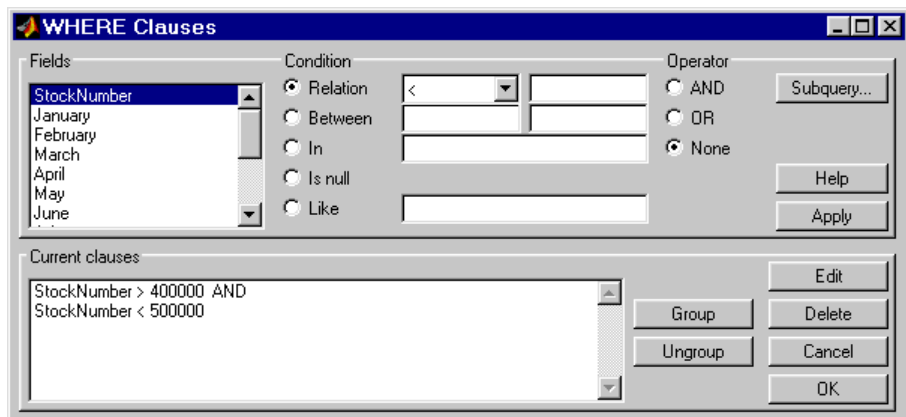 WHERE Clauses
Fields
StockNumber
January
February
March
April
May
June
Condition
Relation
<
Between
In
Is null
Like
Operator
AND
OR
None
Subquery...
Help
Apply
Current clauses
StockNumber > 400000 AND
StockNumber < 500000
Group
Ungroup
Edit
Delete
Cancel
OK